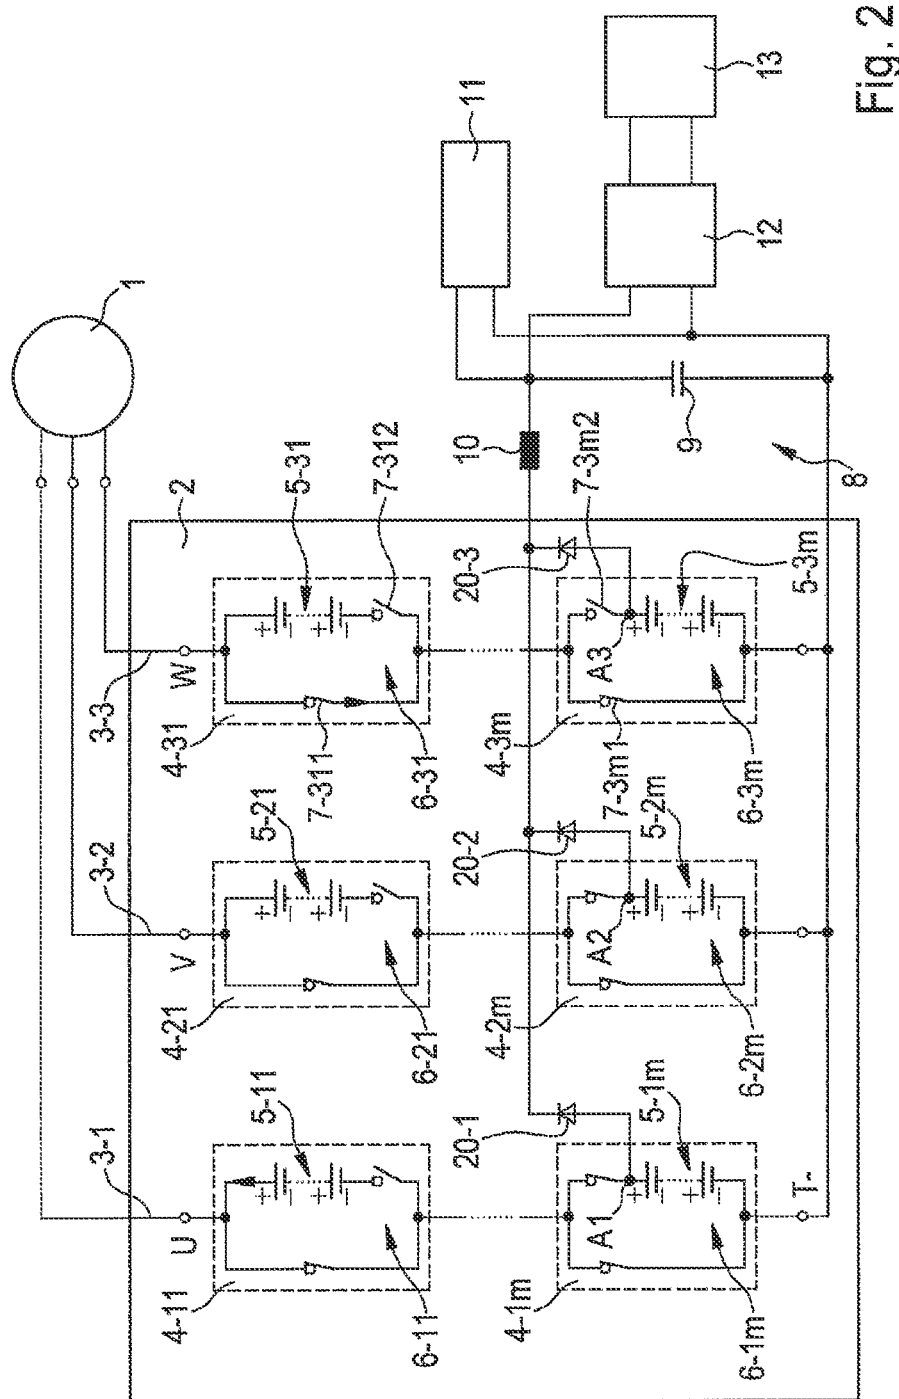 Fig. 2
1
2
3-1
3-2
3-3
U
V
W
4-11
5-11
6-11
4-21
5-21
6-21
4-31
5-31
6-31
7-311
7-312
+
+
+
+
+
+
8
9
10
11
12
13
20-1
20-2
20-3
4-1m
A1
5-1m
6-1m
4-2m
A2
5-2m
6-2m
4-3m
A3
5-3m
6-3m
7-3m1
7-3m2
+
+
+
T-